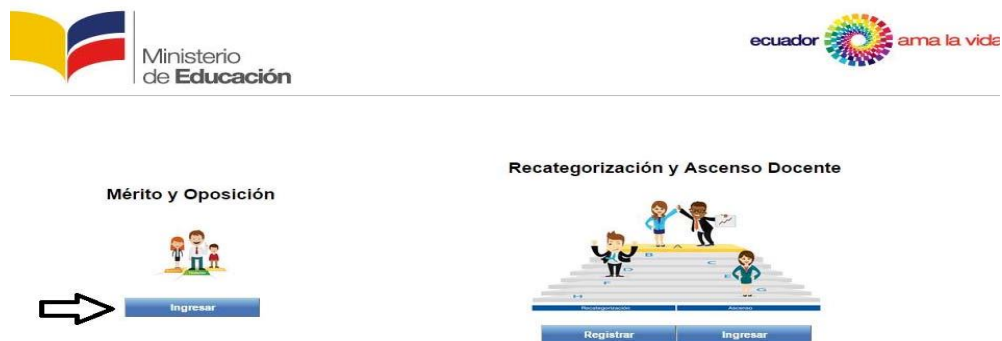 Ministerio
de Educación
ecuador ama la vida
Mérito y Oposición
Ingresar
Recategorización y Ascenso Docente
A
B
C
D
E
F
G
H
Recategorización
Ascenso
Registrar
Ingresar